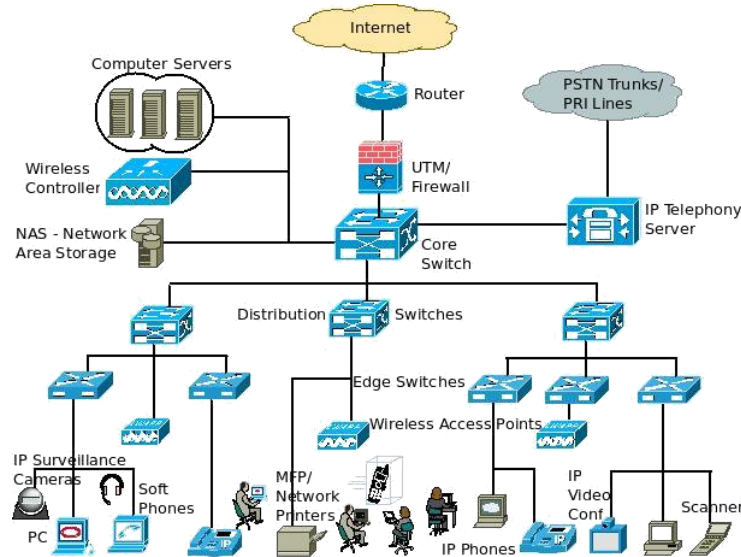 Internet
Computer Servers
Router
PSTN Trunks/
PRI Lines
Wireless
Controller
UTM/
Firewall
NAS - Network
Area Storage
Core
Switch
IP Telephony
Server
Distribution
Switches
Edge Switches
Wireless Access Points
IP Surveillance
Cameras
Soft
Phones
PC
IP
MFP/
Network
Printers
IP Phones
IP
IP
Video
Conf.
Scanner